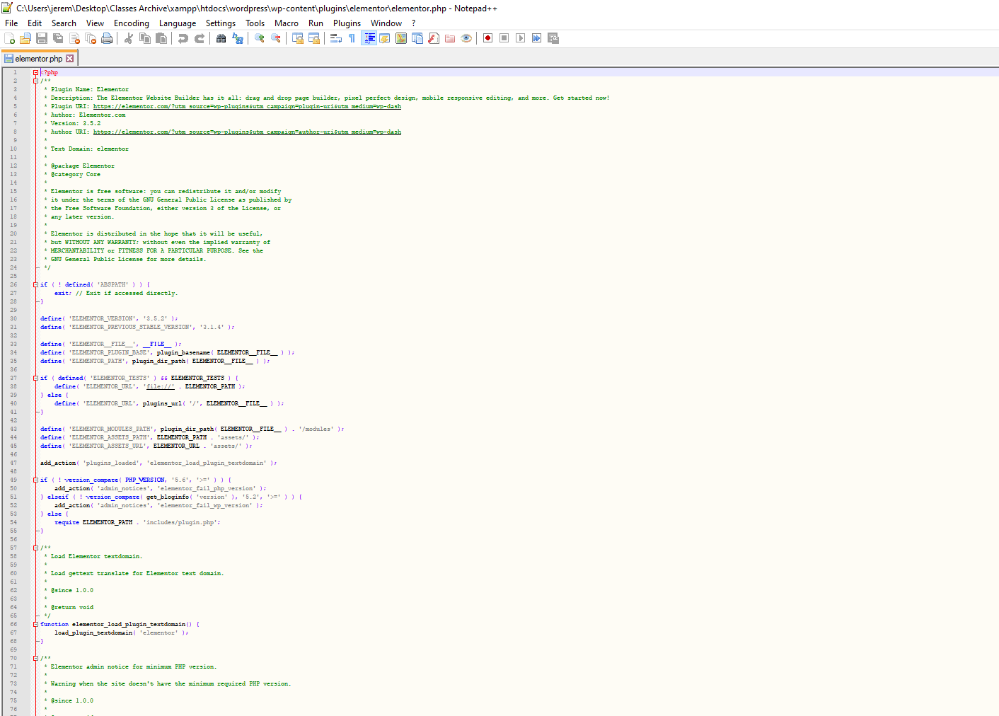 C:\Users\jerem\Desktop\Classes Archive\xampp\htdocs\wordpress\wp-content\plugins\elementor\elementor.php - Notepad++
File Edit Search View Encoding Language Settings Tools Macro Run Plugins Window ?
elementor.php
1 <?php
2 /**
3 * Plugin Name: Elementor
4 * Description: The Elementor Website Builder has it all: drag and drop page builder, pixel perfect design, mobile responsive editing, and more. Get started now!
5 * Plugin URI: https://elementor.com/?utm_source=wp-plugins&utm_campaign=plugin-uri&utm_medium=wp-dash
6 * Author: Elementor.com
7 * Version: 3.5.2
8 * Author URI: https://elementor.com/?utm_source=wp-plugins&utm_campaign=author-uri&utm_medium=wp-dash
9 *
10 * Text Domain: elementor
11 *
12 * @package Elementor
13 * @category Core
14 *
15 * Elementor is free software: you can redistribute it and/or modify
16 * it under the terms of the GNU General Public License as published by
17 * the Free Software Foundation, either version 3 of the License, or
18 * any later version.
19 *
20 * Elementor is distributed in the hope that it will be useful,
21 * but WITHOUT ANY WARRANTY; without even the implied warranty of
22 * MERCHANTABILITY or FITNESS FOR A PARTICULAR PURPOSE. See the
23 * GNU General Public License for more details.
24 */
25
26 if ( ! defined( 'ABSPATH' ) ) {
27 exit; // Exit if accessed directly.
28 }
29
30 define( 'ELEMENTOR_VERSION', '3.5.2' );
31 define( 'ELEMENTOR_PREVIOUS_STABLE_VERSION', '3.1.4' );
32
33 define( 'ELEMENTOR__FILE__', __FILE__ );
34 define( 'ELEMENTOR_PLUGIN_BASE', plugin_basename( ELEMENTOR__FILE__ ) );
35 define( 'ELEMENTOR_PATH', plugin_dir_path( ELEMENTOR__FILE__ ) );
36
37 if ( defined( 'ELEMENTOR_TESTS' ) && ELEMENTOR_TESTS ) {
38 define( 'ELEMENTOR_URL', 'file://' . ELEMENTOR_PATH );
39 } else {
40 define( 'ELEMENTOR_URL', plugins_url( '/', ELEMENTOR__FILE__ ) );
41 }
42
43 define( 'ELEMENTOR_MODULES_PATH', plugin_dir_path( ELEMENTOR__FILE__ ) . '/modules' );
44 define( 'ELEMENTOR_ASSETS_PATH', ELEMENTOR_PATH . 'assets/' );
45 define( 'ELEMENTOR_ASSETS_URL', ELEMENTOR_URL . 'assets/' );
46
47 add_action( 'plugins_loaded', 'elementor_load_plugin_textdomain' );
48
49 if ( ! version_compare( PHP_VERSION, '5.6', '>=' ) ) {
50 add_action( 'admin_notices', 'elementor_fail_php_version' );
51 } elseif ( ! version_compare( get_bloginfo( 'version' ), '5.2', '>=' ) ) {
52 add_action( 'admin_notices', 'elementor_fail_wp_version' );
53 } else {
54 require ELEMENTOR_PATH . 'includes/plugin.php';
55 }
56
57 /**
58 * Load Elementor textdomain.
59 *
60 * Load gettext translate for Elementor text domain.
61 *
62 * @since 1.0.0
63 *
64 * @return void
65 */
66 function elementor_load_plugin_textdomain() {
67 load_plugin_textdomain( 'elementor' );
68 }
69
70 /**
71 * Elementor admin notice for minimum PHP version.
72 *
73 * Warning when the site doesn't have the minimum required PHP version.
74 *
75 * @since 1.0.0
76 *